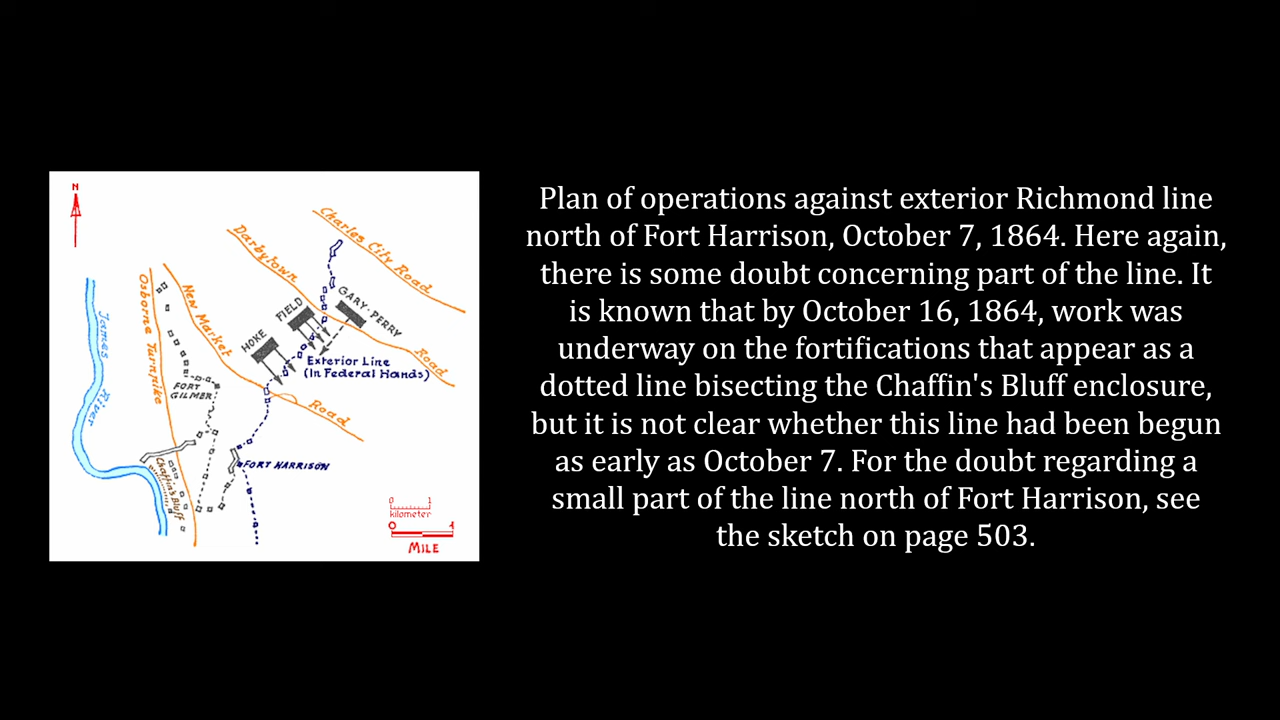 N
Charles City Road
Darbytown
Road
Osborne Turnpike
New Market
Road
James
River
HOKE
FIELD
GARY-PERRY
Exterior Line
(In Federal Hands)
FORT
GILMER
FORT HARRISON
Chaffin's Bluff
0 1
kilometer
0 1
MILE
Plan of operations against exterior Richmond line
north of Fort Harrison, October 7, 1864. Here again,
there is some doubt concerning part of the line. It
is known that by October 16, 1864, work was
underway on the fortifications that appear as a
dotted line bisecting the Chaffin's Bluff enclosure,
but it is not clear whether this line had been begun
as early as October 7. For the doubt regarding a
small part of the line north of Fort Harrison, see
the sketch on page 503.